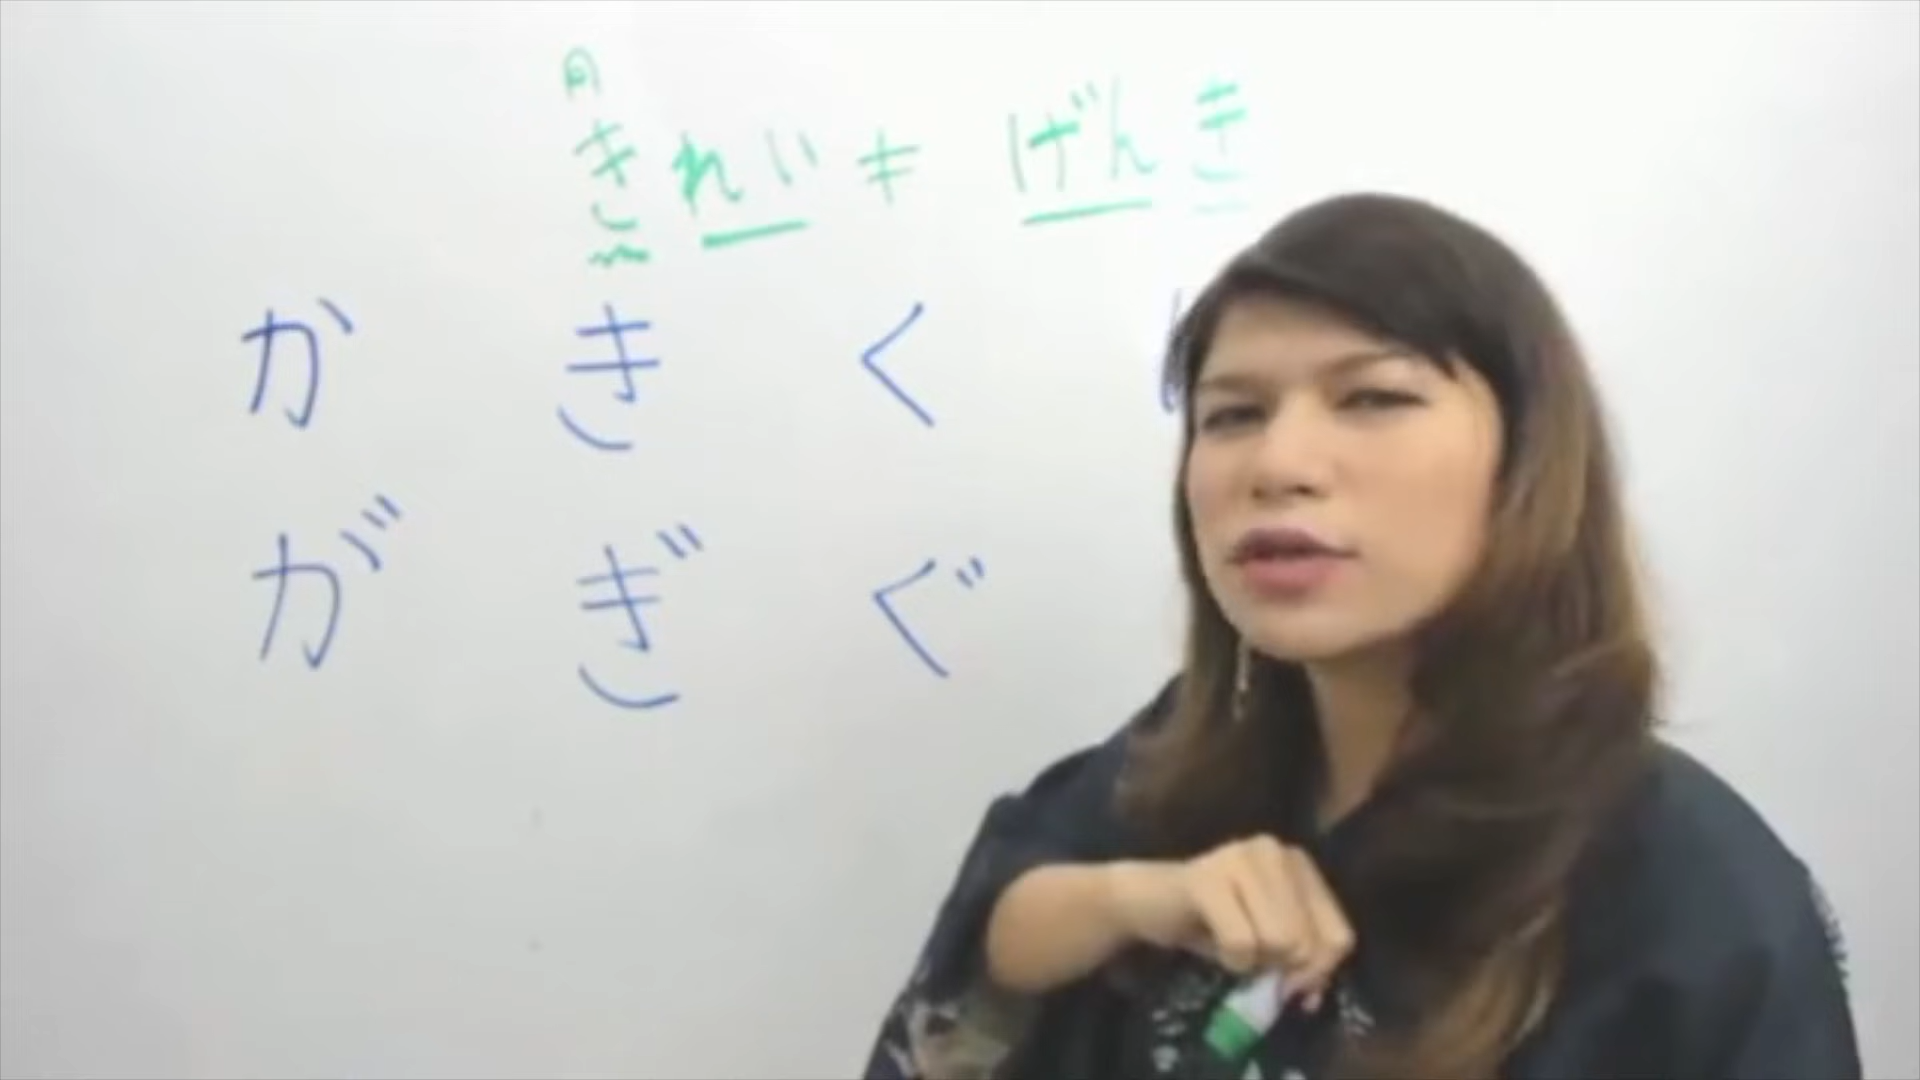 きれい ≠ げんき
か き く
が ぎ ぐ